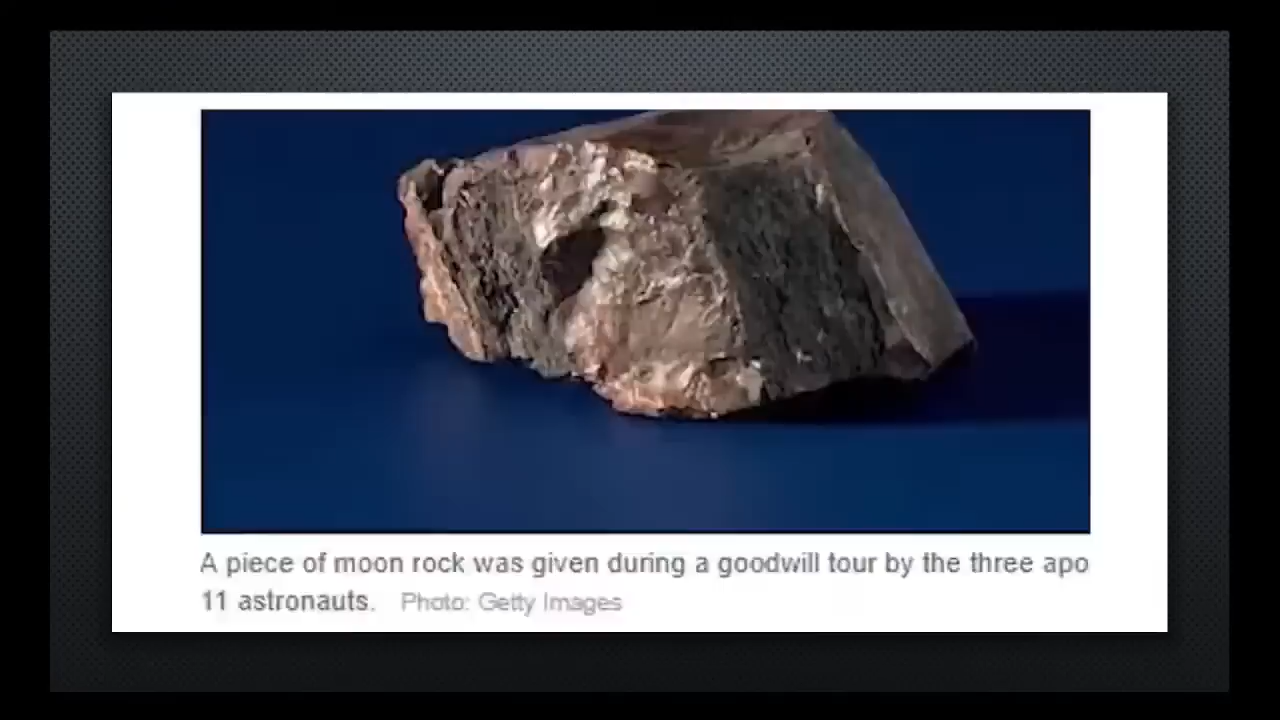 A piece of moon rock was given during a goodwill tour by the three apo
11 astronauts. Photo: Getty Images